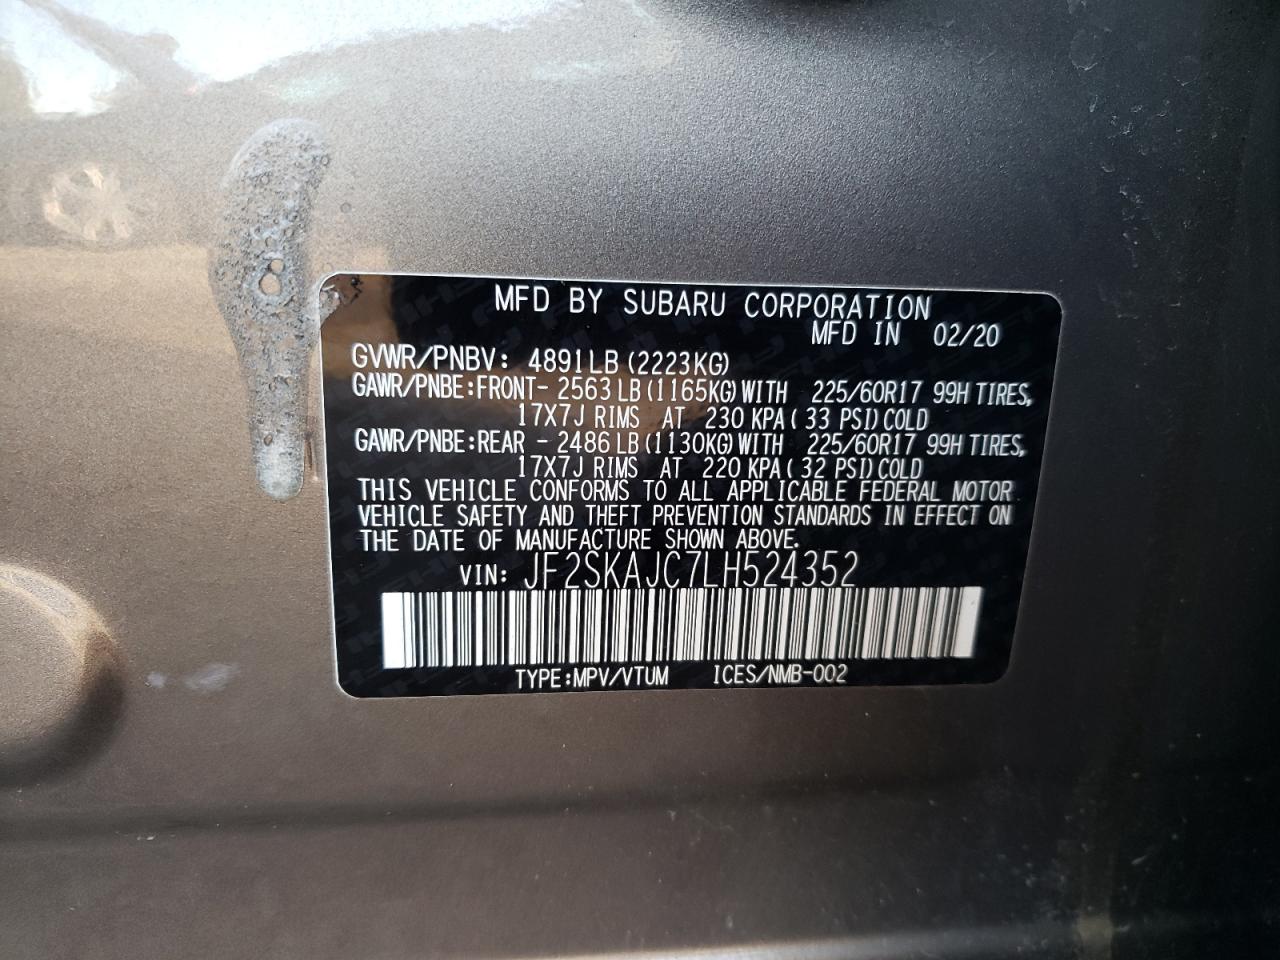 MFD BY SUBARU CORPORATION
MFD IN 02/20
GVWR/PNBV: 4891LB (2223KG)
GAWR/PNBE:FRONT- 2563LB (1165KG) WITH 225/60R17 99H TIRES,
17X7J RIMS AT 230 KPA ( 33 PSI) COLD
GAWR/PNBE:REAR - 2486LB (1130KG) WITH 225/60R17 99H TIRES,
17X7J RIMS AT 220 KPA ( 32 PSI) COLD
THIS VEHICLE CONFORMS TO ALL APPLICABLE FEDERAL MOTOR
VEHICLE SAFETY AND THEFT PREVENTION STANDARDS IN EFFECT ON
THE DATE OF MANUFACTURE SHOWN ABOVE.
VIN: JF2SKAJC7LH524352
TYPE:MPV/VTUM ICES/NMB-002